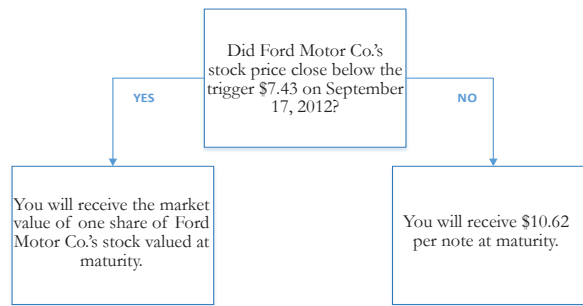 Did Ford Motor Co.'s
stock price close below the
trigger $7.43 on September
17, 2012?
YES
NO
You will receive the market
value of one share of Ford
Motor Co.'s stock valued at
maturity.
You will receive $10.62
per note at maturity.